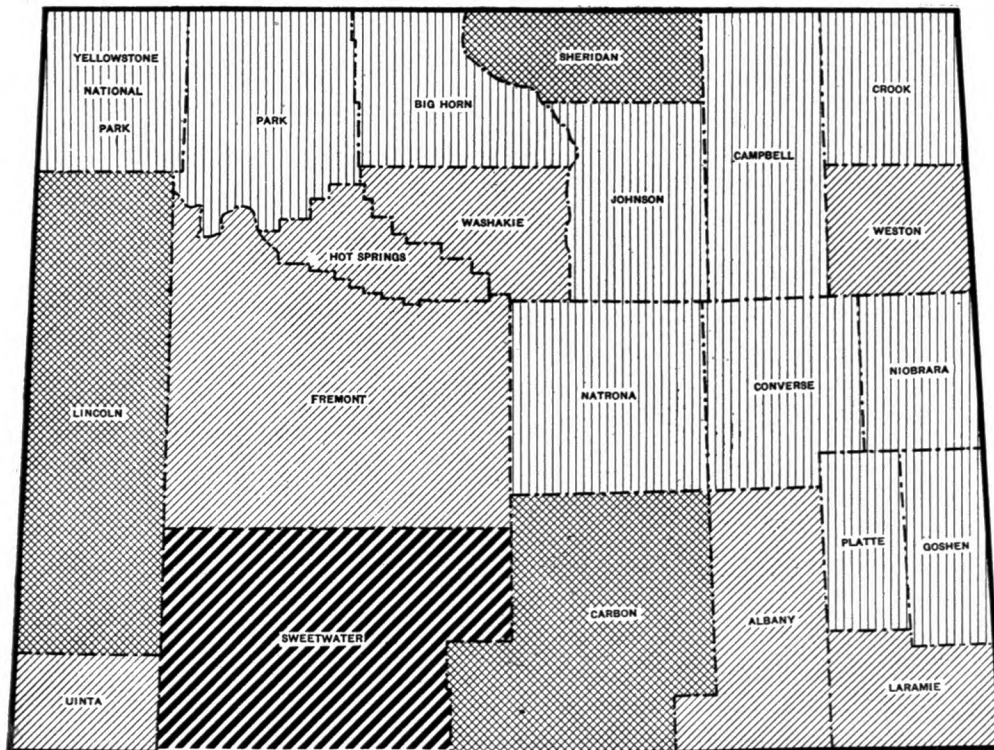 YELLOWSTONE
NATIONAL
PARK
PARK
BIG HORN
SHERIDAN
CAMPBELL
CROOK
JOHNSON
WASHAKIE
WESTON
HOT SPRINGS
FREMONT
LINCOLN
NATRONA
CONVERSE
NIOBRARA
PLATTE
GOSHEN
SWEETWATER
CARBON
ALBANY
UINTA
LARAMIE